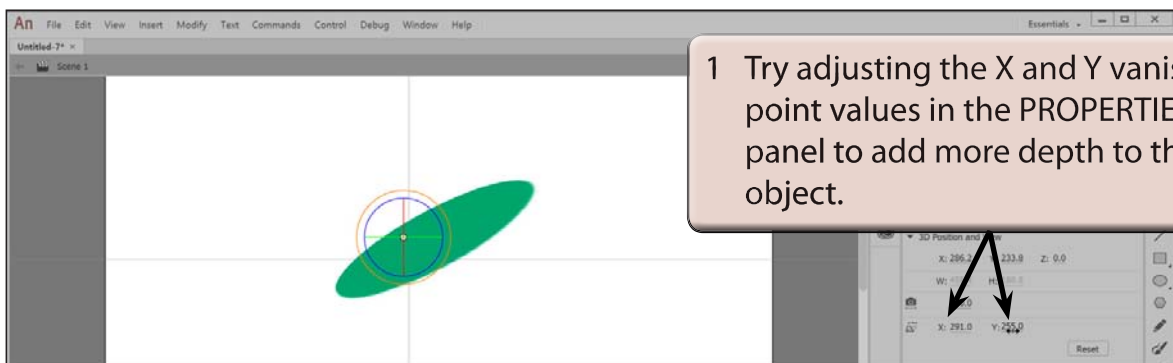 An File Edit View Insert Modify Text Commands Control Debug Window Help Essentials
Untitled-7* ×
Scene 1
1 Try adjusting the X and Y vanis
point values in the PROPERTIE
panel to add more depth to th
object.
3D Position and
X: 286.2 233.8 Z: 0.0
W: H:
X: 291.0 Y: 255.0
Reset